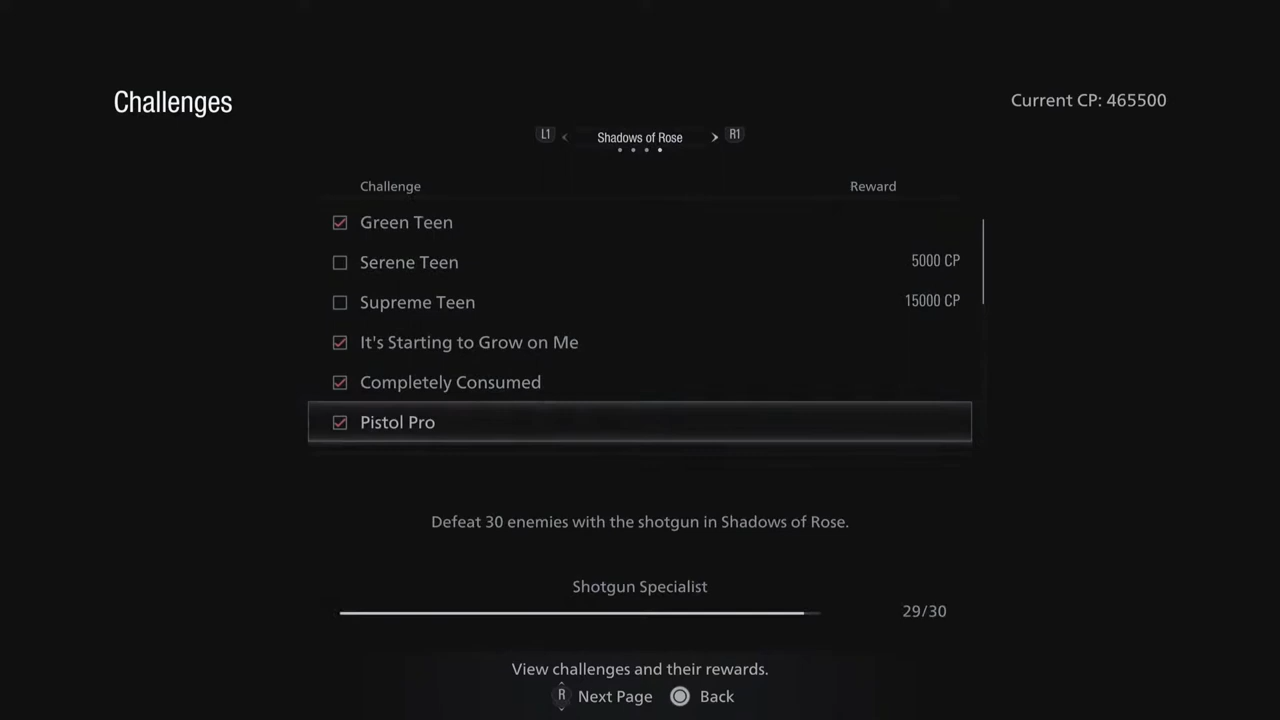 Challenges
Current CP: 465500
L1 < Shadows of Rose > R1
Challenge Reward
Green Teen
Serene Teen 5000 CP
Supreme Teen 15000 CP
It's Starting to Grow on Me
Completely Consumed
Pistol Pro
Defeat 30 enemies with the shotgun in Shadows of Rose.
Shotgun Specialist
29/30
View challenges and their rewards.
R Next Page Back